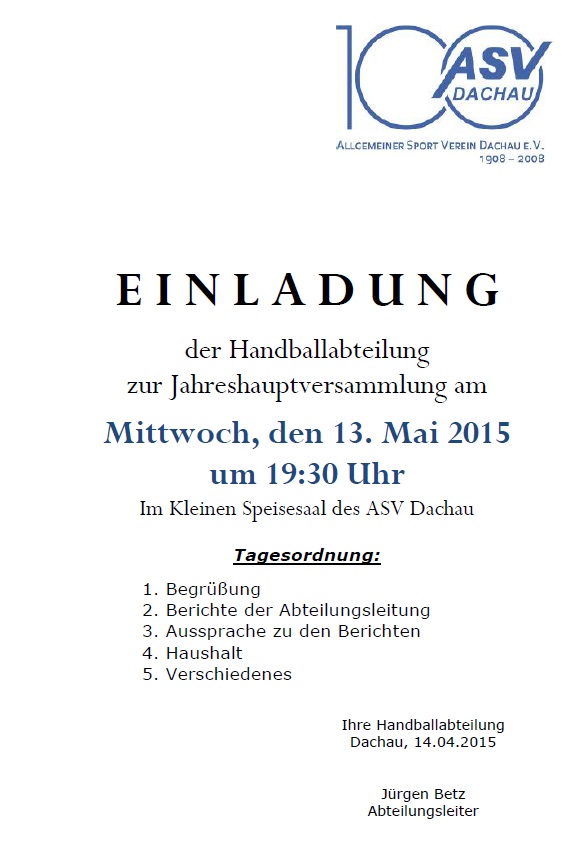 100 ASV
DACHAU
ALLGEMEINER SPORT VEREIN DACHAU E.V.
1908 – 2008
EINLADUNG
der Handballabteilung
zur Jahreshauptversammlung am
Mittwoch, den 13. Mai 2015
um 19:30 Uhr
Im Kleinen Speisesaal des ASV Dachau
Tagesordnung:
1. Begrüßung
2. Berichte der Abteilungsleitung
3. Aussprache zu den Berichten
4. Haushalt
5. Verschiedenes
Ihre Handballabteilung
Dachau, 14.04.2015
Jürgen Betz
Abteilungsleiter